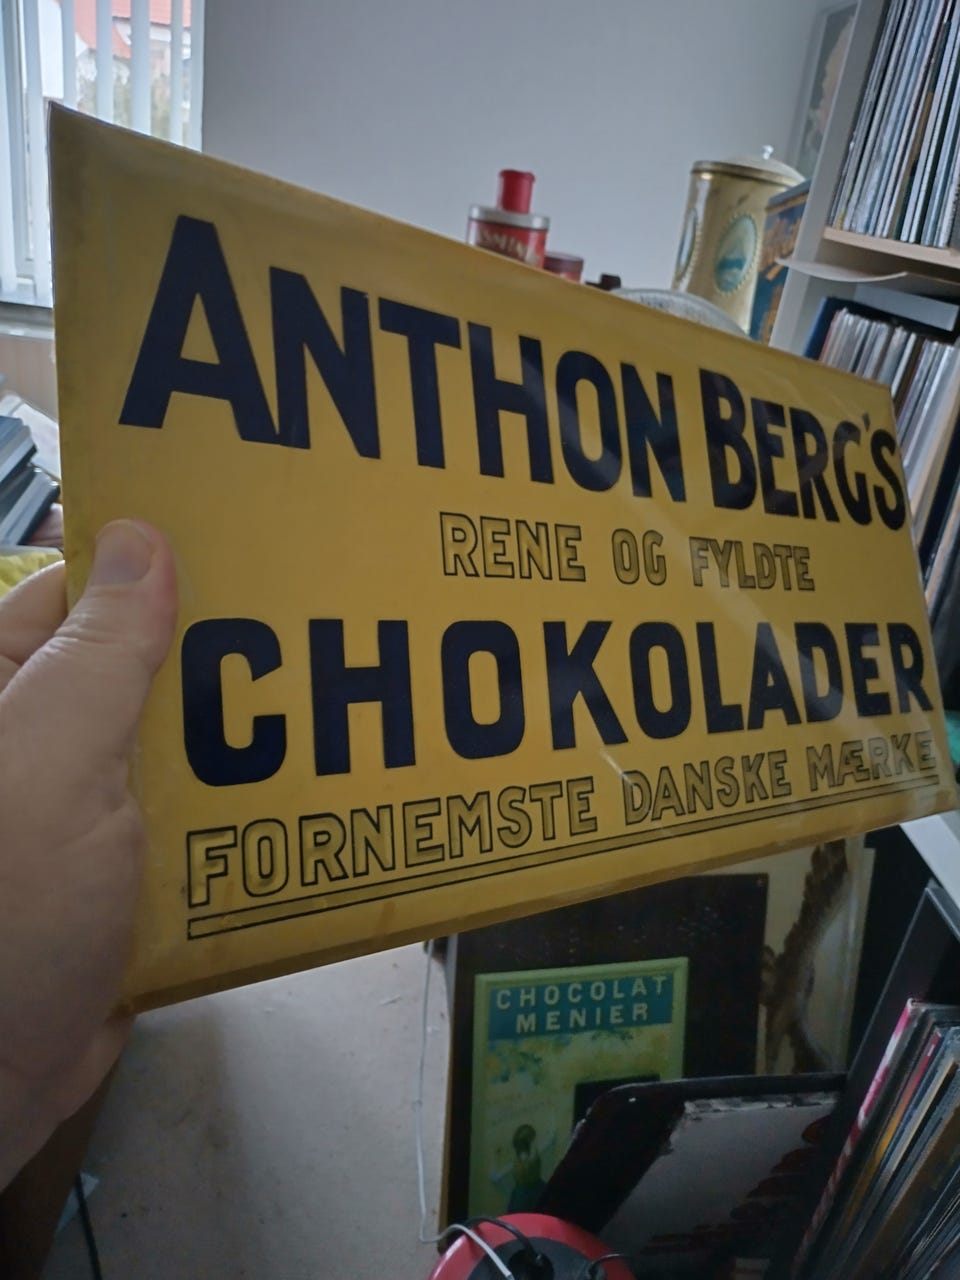 ANTHON BERG'S
RENE OG FYLDTE
CHOKOLADER
FORNEMSTE DANSKE MÆRKE
CHOCOLAT
MENIER